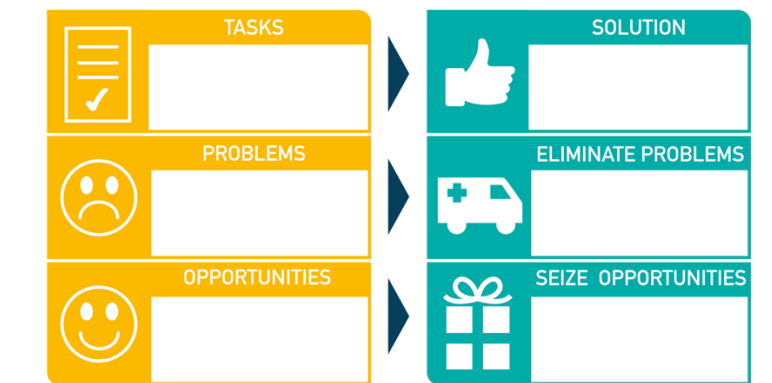 TASKS
SOLUTION
PROBLEMS
ELIMINATE PROBLEMS
OPPORTUNITIES
SEIZE OPPORTUNITIES